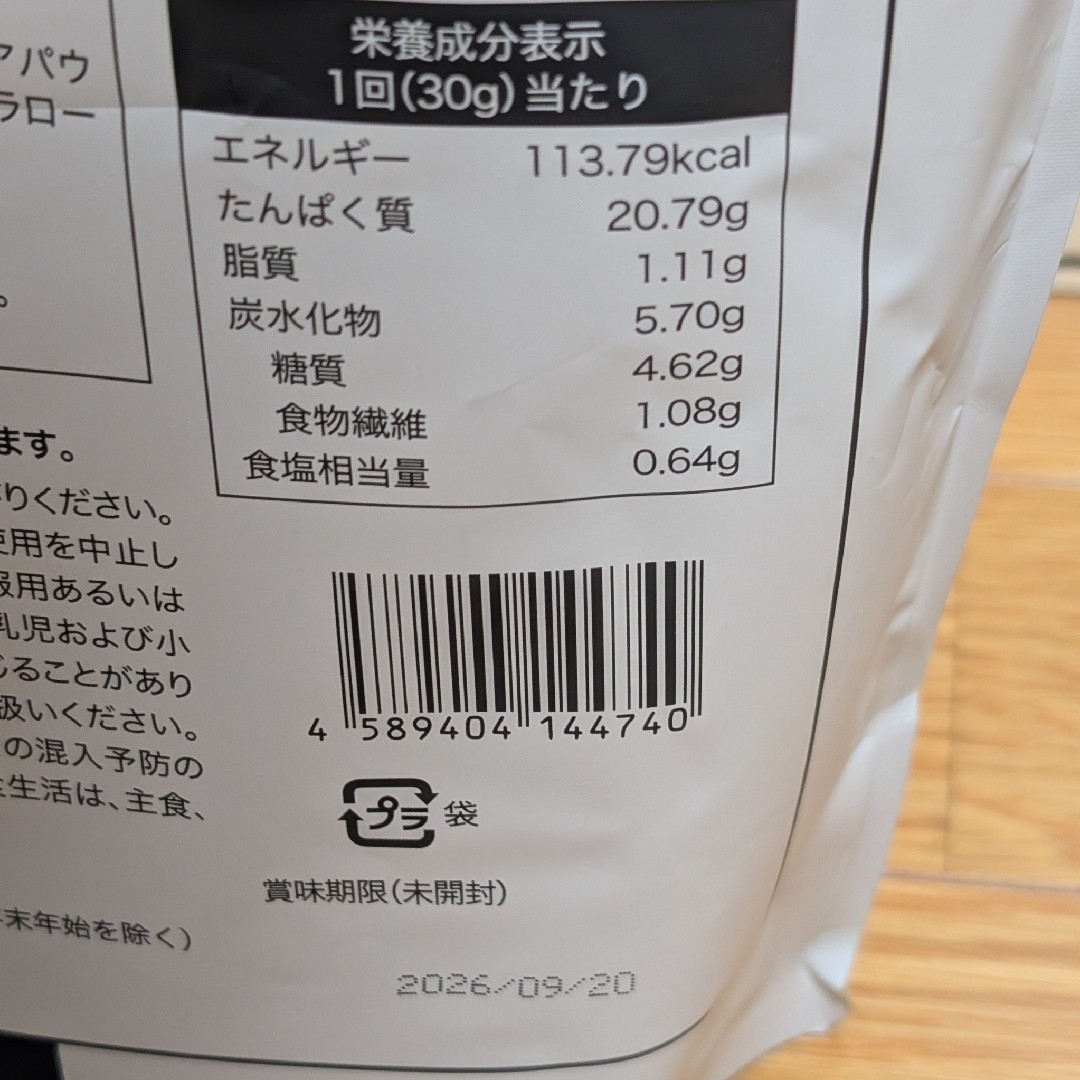 アパウ
ラロー
。
栄養成分表示
1回(30g)当たり
エネルギー 113.79kcal
たんぱく質 20.79g
脂質 1.11g
炭水化物 5.70g
糖質 4.62g
食物繊維 1.08g
食塩相当量 0.64g
ます。
りください。
使用を中止し
服用あるいは
乳児および小
じることがあり
扱いください。
の混入予防の
生活は、主食、
年末年始を除く)
4 589404 144740
プラ 袋
賞味期限(未開封)
2026/09/20